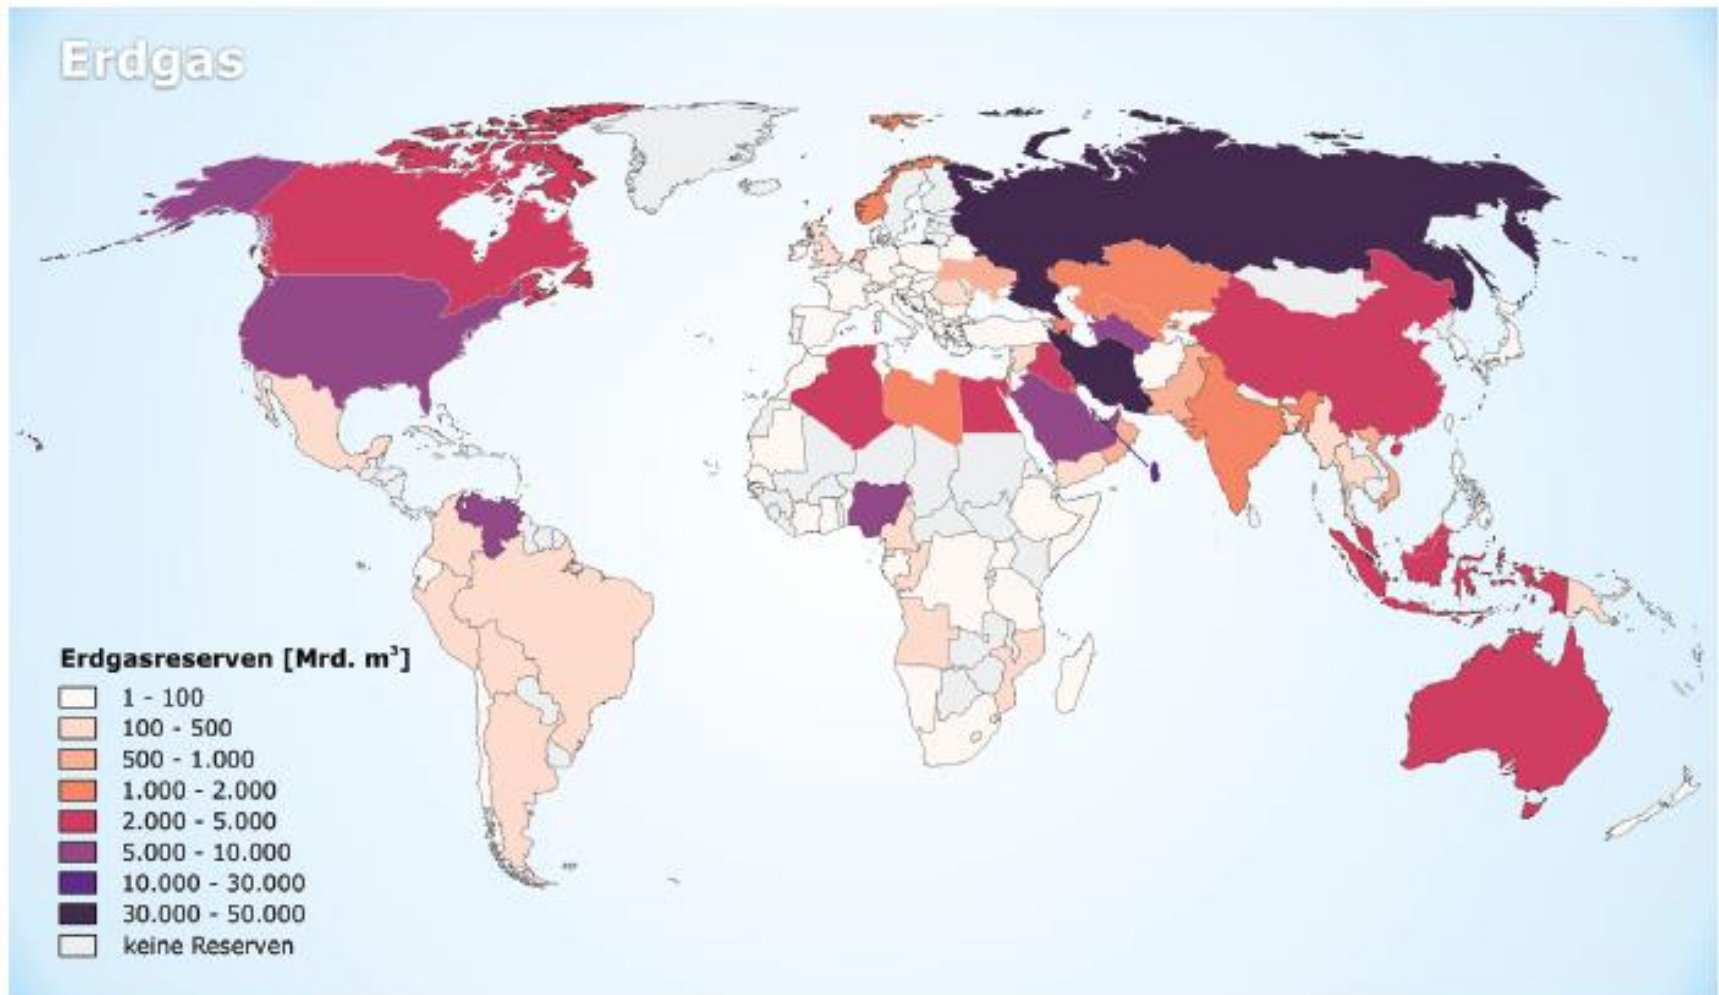 Erdgas
Erdgasreserven [Mrd. m³]
1 - 100
100 - 500
500 - 1.000
1.000 - 2.000
2.000 - 5.000
5.000 - 10.000
10.000 - 30.000
30.000 - 50.000
keine Reserven